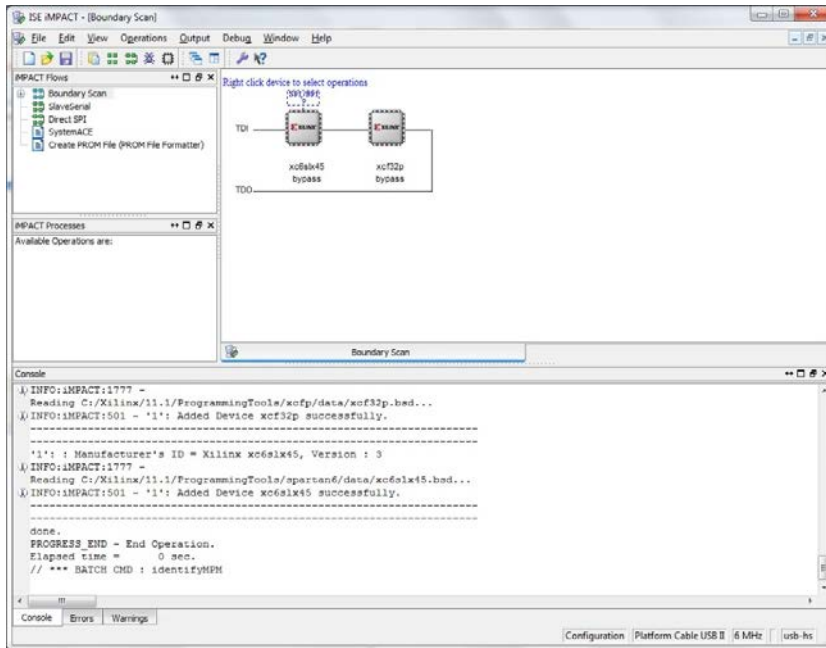 ISE iMPACT - [Boundary Scan]
File Edit View Operations Output Debug Window Help
iMPACT Flows
Boundary Scan
SlaveSerial
Direct SPI
SystemACE
Create PROM File (PROM File Formatter)
Right click device to select operations
TDI
XILINX
XILINX
xc6slx45
xcf32p
bypass
bypass
TDO
iMPACT Processes
Available Operations are:
Boundary Scan
Console
INFO:iMPACT:1777 -
Reading C:/Xilinx/11.1/ProgrammingTools/xcfp/data/xcf32p.bsd...
INFO:iMPACT:501 - '1': Added Device xcf32p successfully.
----------------------------------------------------------------------
----------------------------------------------------------------------
'1': : Manufacturer's ID = Xilinx xc6slx45, Version : 3
INFO:iMPACT:1777 -
Reading C:/Xilinx/11.1/ProgrammingTools/spartan6/data/xc6slx45.bsd...
INFO:iMPACT:501 - '1': Added Device xc6slx45 successfully.
----------------------------------------------------------------------
----------------------------------------------------------------------
done.
PROGRESS_END - End Operation.
Elapsed time =      0 sec.
// *** BATCH CMD : identifyMPM
Console Errors Warnings
Configuration Platform Cable USB II 6 MHz usb-hs